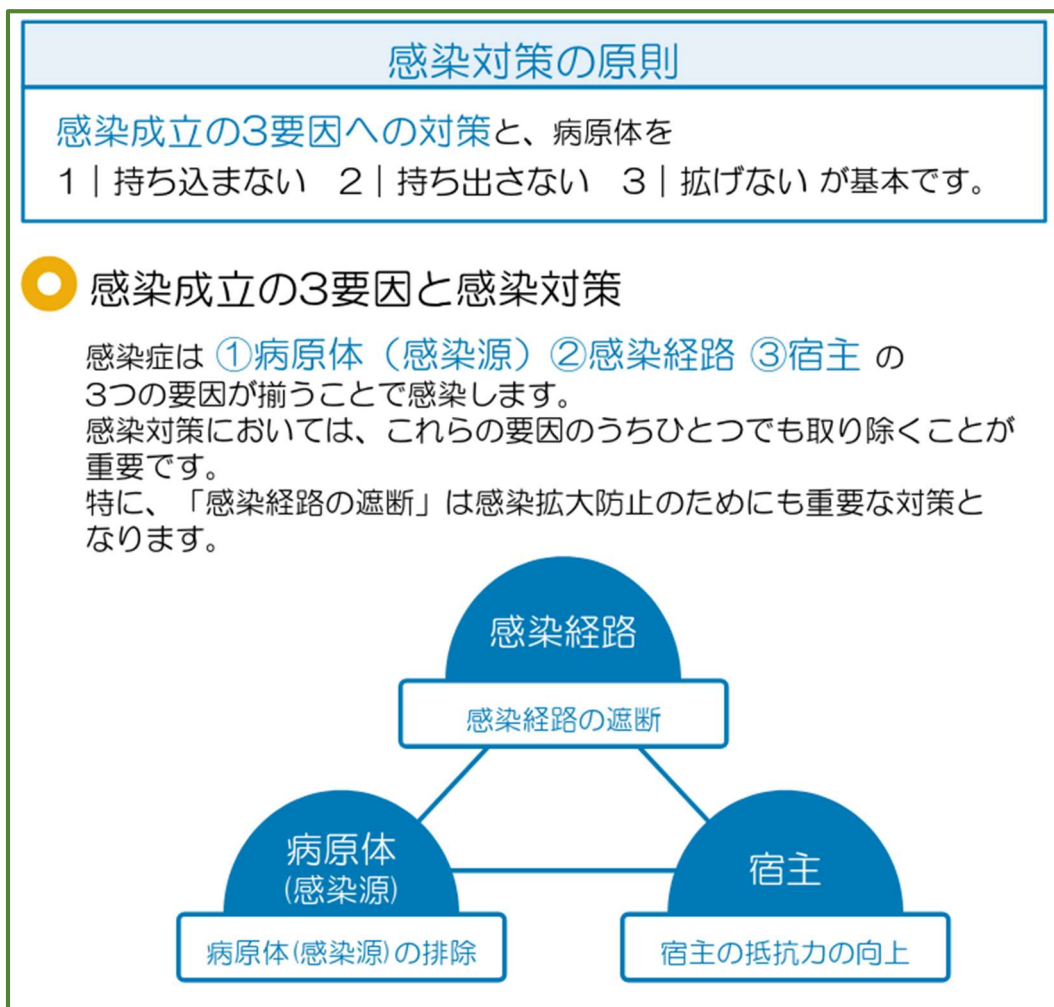 感染対策の原則
感染成立の3要因への対策と、病原体を
1｜持ち込まない 2｜持ち出さない 3｜拡げない が基本です。
感染成立の3要因と感染対策
感染症は ①病原体（感染源）②感染経路 ③宿主 の
3つの要因が揃うことで感染します。
感染対策においては、これらの要因のうちひとつでも取り除くことが
重要です。
特に、「感染経路の遮断」は感染拡大防止のためにも重要な対策と
なります。
感染経路
感染経路の遮断
病原体
(感染源)
病原体(感染源)の排除
宿主
宿主の抵抗力の向上